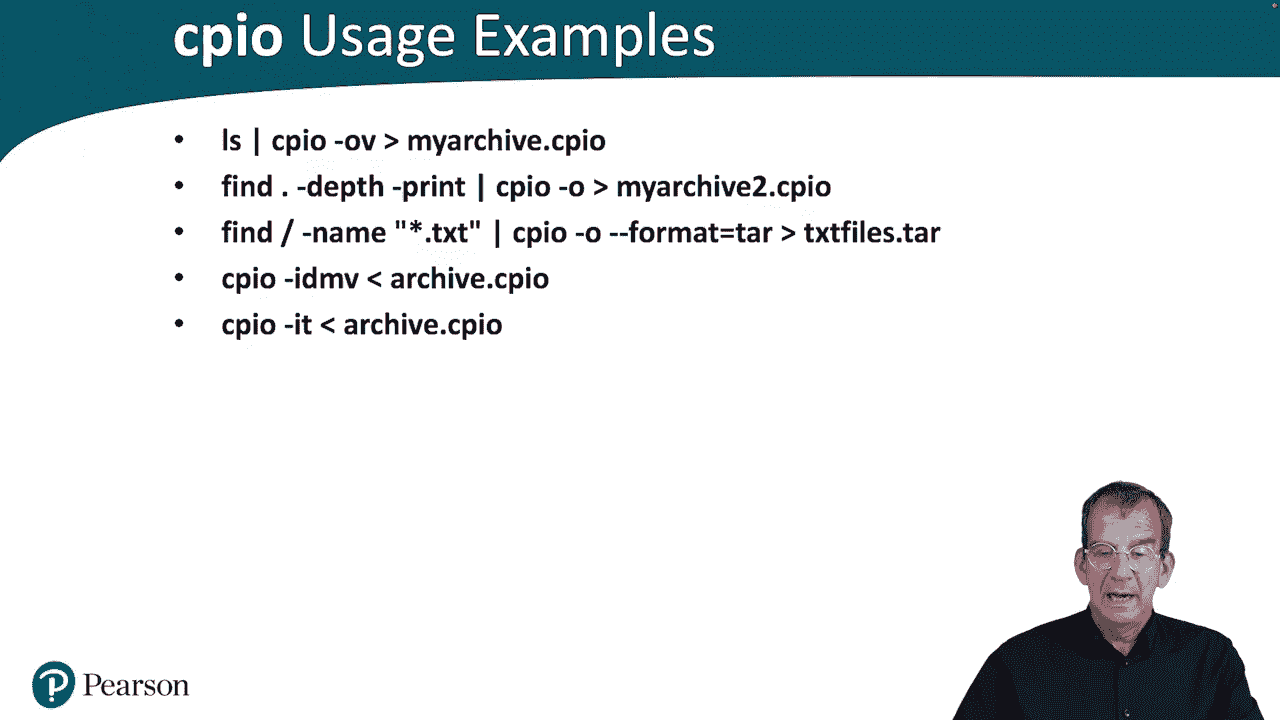 cpio Usage Examples
• ls | cpio -ov > myarchive.cpio
• find . -depth -print | cpio -o > myarchive2.cpio
• find / -name "*.txt" | cpio -o --format=tar > txtfiles.tar
• cpio -idmv < archive.cpio
• cpio -it < archive.cpio
Pearson